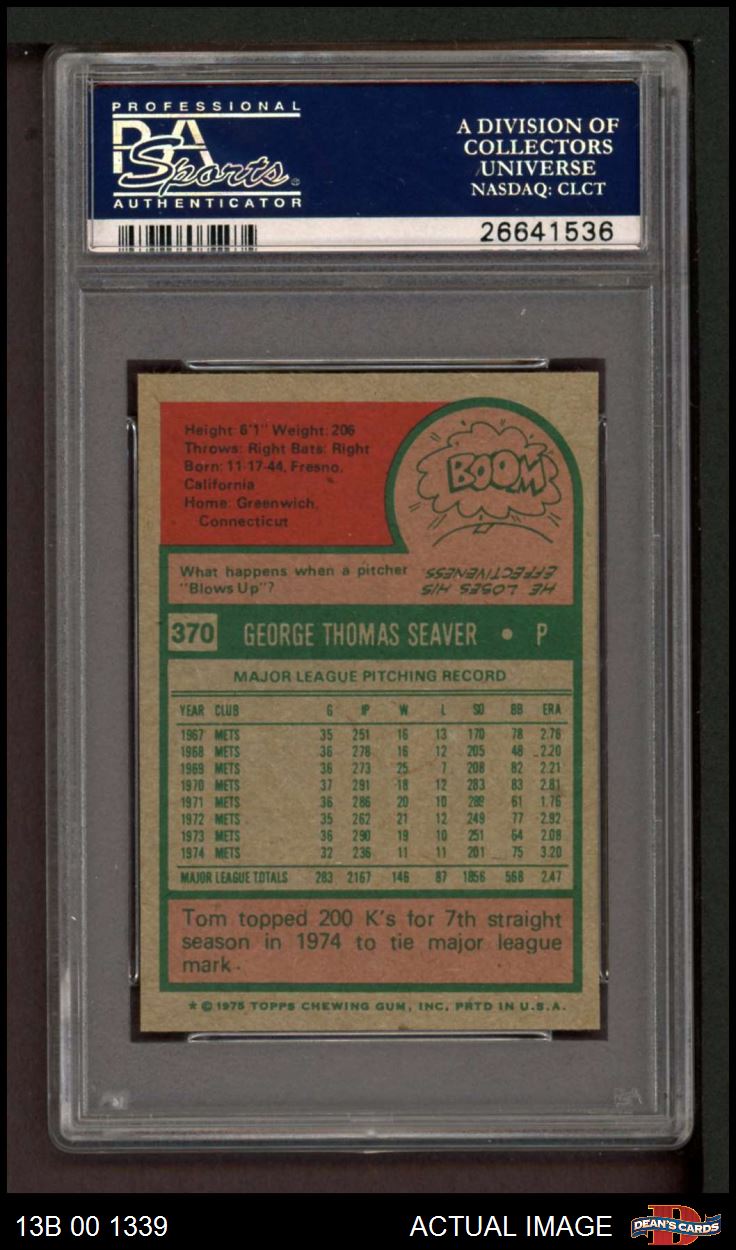 PROFESSIONAL
PSA
Sports
AUTHENTICATOR
A DIVISION OF
COLLECTORS
UNIVERSE
NASDAQ: CLCT
26641536
Height: 6'1" Weight: 206
Throws: Right Bats: Right
Born: 11-17-44, Fresno,
California
Home: Greenwich,
Connecticut
BOOM
What happens when a pitcher
"Blows Up"?
HE LOSES HIS
EFFECTIVENESS
370 GEORGE THOMAS SEAVER • P
MAJOR LEAGUE PITCHING RECORD
YEAR CLUB G IP W L SO BB ERA
1967 METS 35 251 16 13 170 78 2.76
1968 METS 36 278 16 12 205 48 2.20
1969 METS 36 273 25 7 208 82 2.21
1970 METS 37 291 18 12 283 83 2.81
1971 METS 36 286 20 10 289 61 1.76
1972 METS 35 262 21 12 249 77 2.92
1973 METS 36 290 19 10 251 64 2.08
1974 METS 32 236 11 11 201 75 3.20
MAJOR LEAGUE TOTALS 283 2167 146 87 1856 568 2.47
Tom topped 200 K's for 7th straight
season in 1974 to tie major league
mark.
* © 1975 TOPPS CHEWING GUM, INC. PRTD IN U.S.A.
13B 00 1339
ACTUAL IMAGE
DEAN'S CARDS